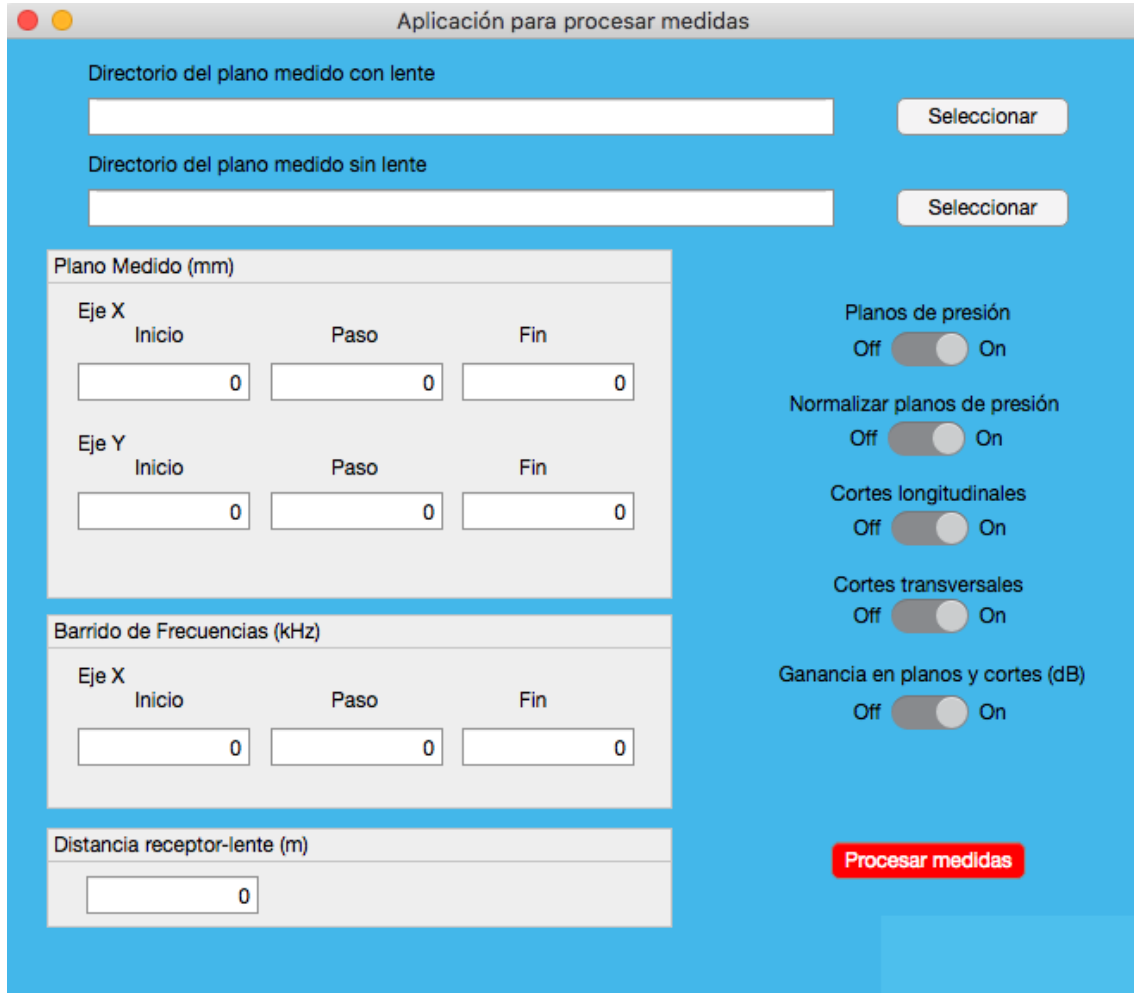 Aplicación para procesar medidas
Directorio del plano medido con lente
Seleccionar
Directorio del plano medido sin lente
Seleccionar
Plano Medido (mm)
Eje X
Inicio Paso Fin
0 0 0
Eje Y
Inicio Paso Fin
0 0 0
Barrido de Frecuencias (kHz)
Eje X
Inicio Paso Fin
0 0 0
Distancia receptor-lente (m)
0
Planos de presión
Off On
Normalizar planos de presión
Off On
Cortes longitudinales
Off On
Cortes transversales
Off On
Ganancia en planos y cortes (dB)
Off On
Procesar medidas